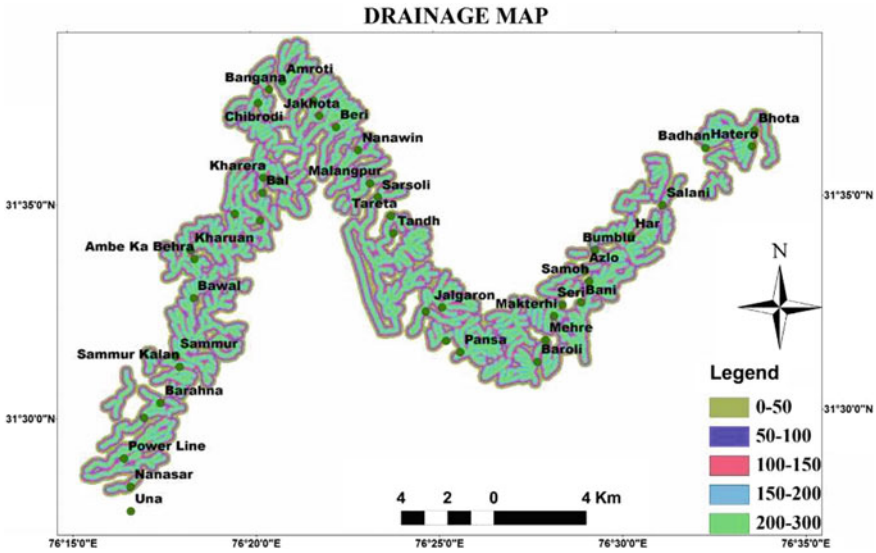 DRAINAGE MAP
Amroti
Bangana
Jakhota
Chibrodi
Beri
Nanawin
Bhota
Badhan
Hatero
Kharera
Malangpur
Bal
Sarsoli
Salani
Tareta
31°35'0"N
31°35'0"N
Tandh
Har
Kharuan
Bumblu
Ambe Ka Behra
Azlo
N
Samoh
Bawal
Seri
Bani
Jalgaron
Makterhi
Mehre
Sammur
Pansa
Baroli
Sammur Kalan
Legend
Barahna
0-50
31°30'0"N
31°30'0"N
50-100
Power Line
100-150
Nanasar
150-200
Una
4 2 0 4 Km
200-300
76°15'0"E 76°20'0"E 76°25'0"E 76°30'0"E 76°35'0"E